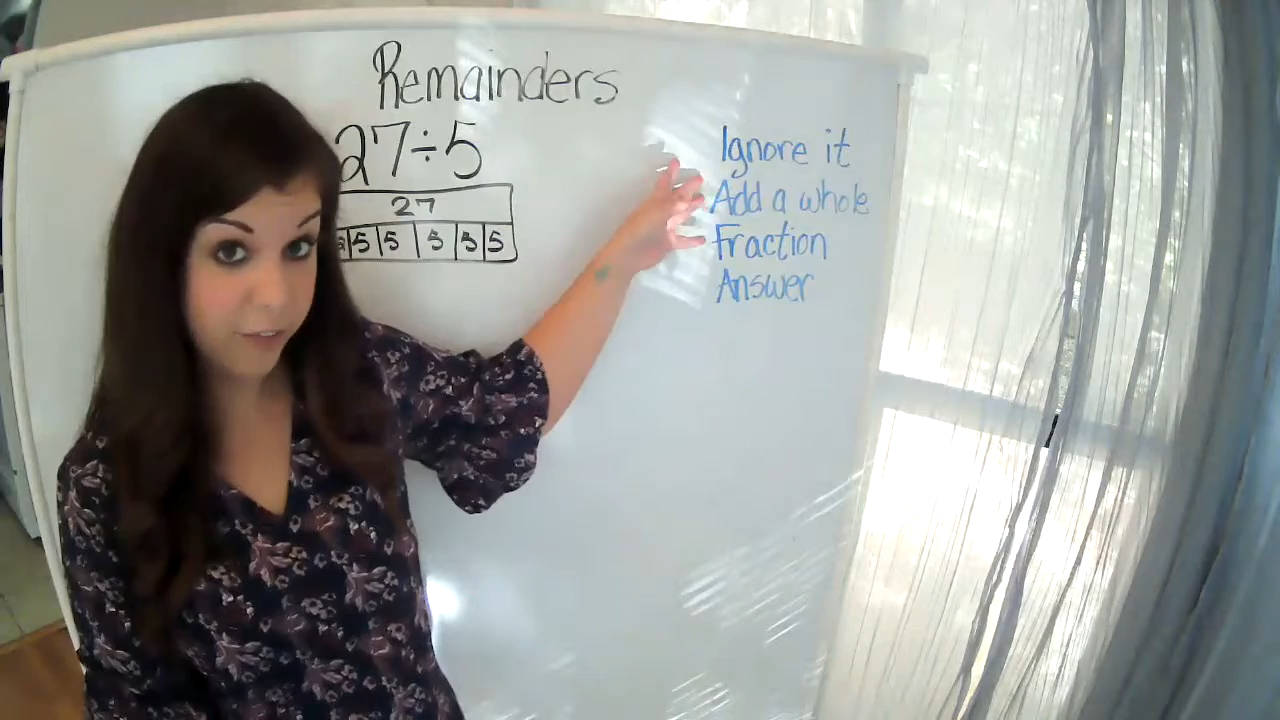 Remainders
27÷5
27
5 5 5 5 5
Ignore it
Add a whole
Fraction
Answer